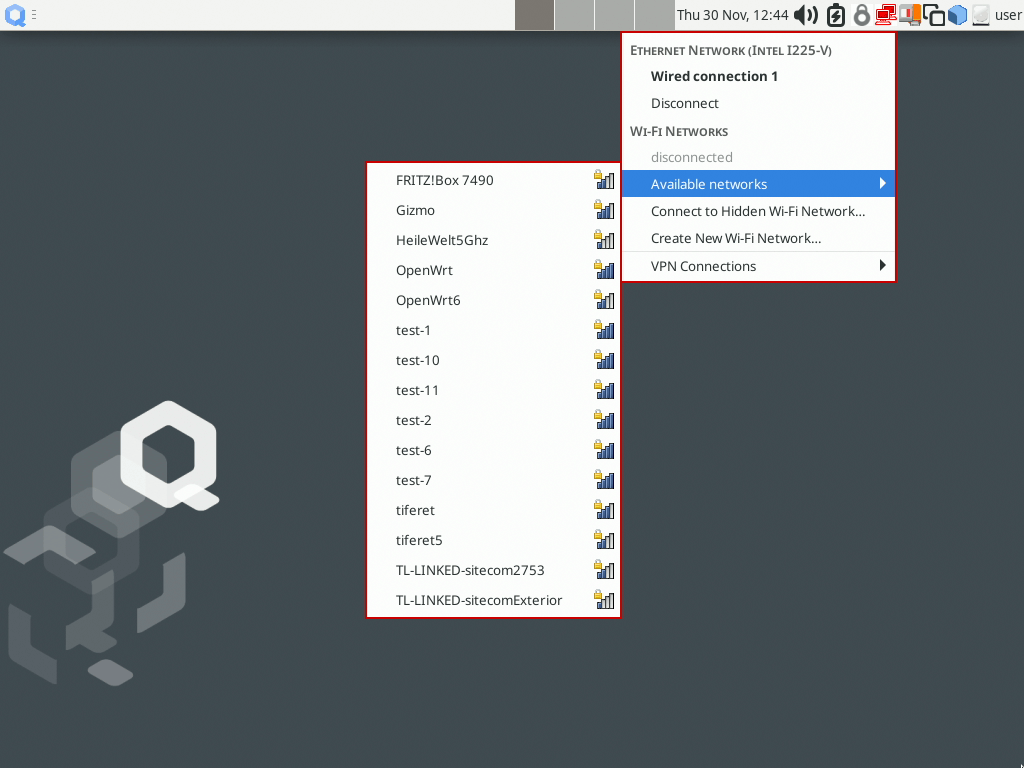 Thu 30 Nov, 12:44
user
Ethernet Network (Intel I225-V)
Wired connection 1
Disconnect
Wi-Fi Networks
disconnected
Available networks
Connect to Hidden Wi-Fi Network...
Create New Wi-Fi Network...
VPN Connections
FRITZ!Box 7490
Gizmo
HeileWelt5Ghz
OpenWrt
OpenWrt6
test-1
test-10
test-11
test-2
test-6
test-7
tiferet
tiferet5
TL-LINKED-sitecom2753
TL-LINKED-sitecomExterior